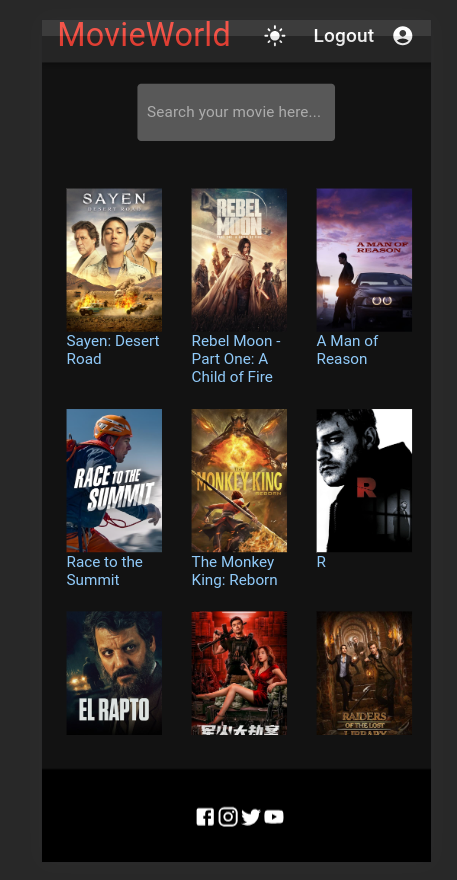 MovieWorld
Logout
Search your movie here...
SAYEN
DESERT ROAD
REBEL
MOON
A MAN OF
REASON
Sayen: Desert
Road
Rebel Moon -
Part One: A
Child of Fire
A Man of
Reason
RACE TO THE
SUMMIT
MONKEY KING
REBORN
R
Race to the
Summit
The Monkey
King: Reborn
R
EL RAPTO
RAIDERS
OF THE LOST
LIBRARY